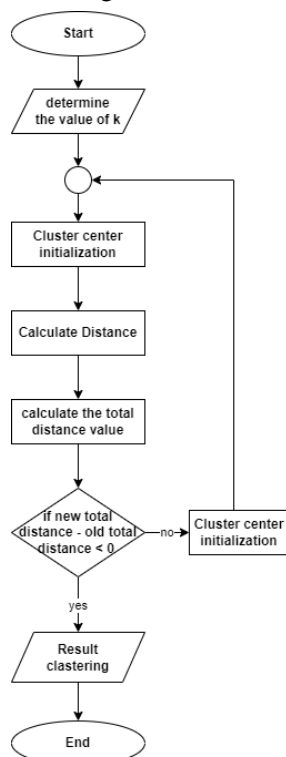 Start
determine
the value of k
Cluster center
initialization
Calculate Distance
calculate the total
distance value
if new total
distance - old total
distance < 0
no
Cluster center
initialization
yes
Result
clastering
End